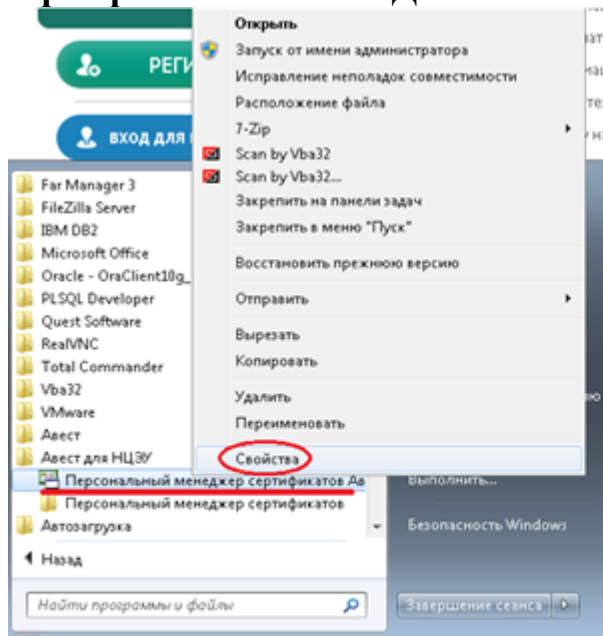 РЕГИ
ВХОД ДЛЯ
Открыть
Запуск от имени администратора
Исправление неполадок совместимости
Расположение файла
7-Zip
Scan by Vba32
Scan by Vba32...
Закрепить на панели задач
Закрепить в меню "Пуск"
Восстановить прежнюю версию
Отправить
Вырезать
Копировать
Удалить
Переименовать
Свойства
Far Manager 3
FileZilla Server
IBM DB2
Microsoft Office
Oracle - OraClient10g_
PLSQL Developer
Quest Software
RealVNC
Total Commander
Vba32
VMware
Авест
Авест для НЦЭУ
Персональный менеджер сертификатов Ав
Персональный менеджер сертификатов
Автозагрузка
Назад
Найти программы и файлы
Выполнить...
Безопасность Windows
Завершение сеанса